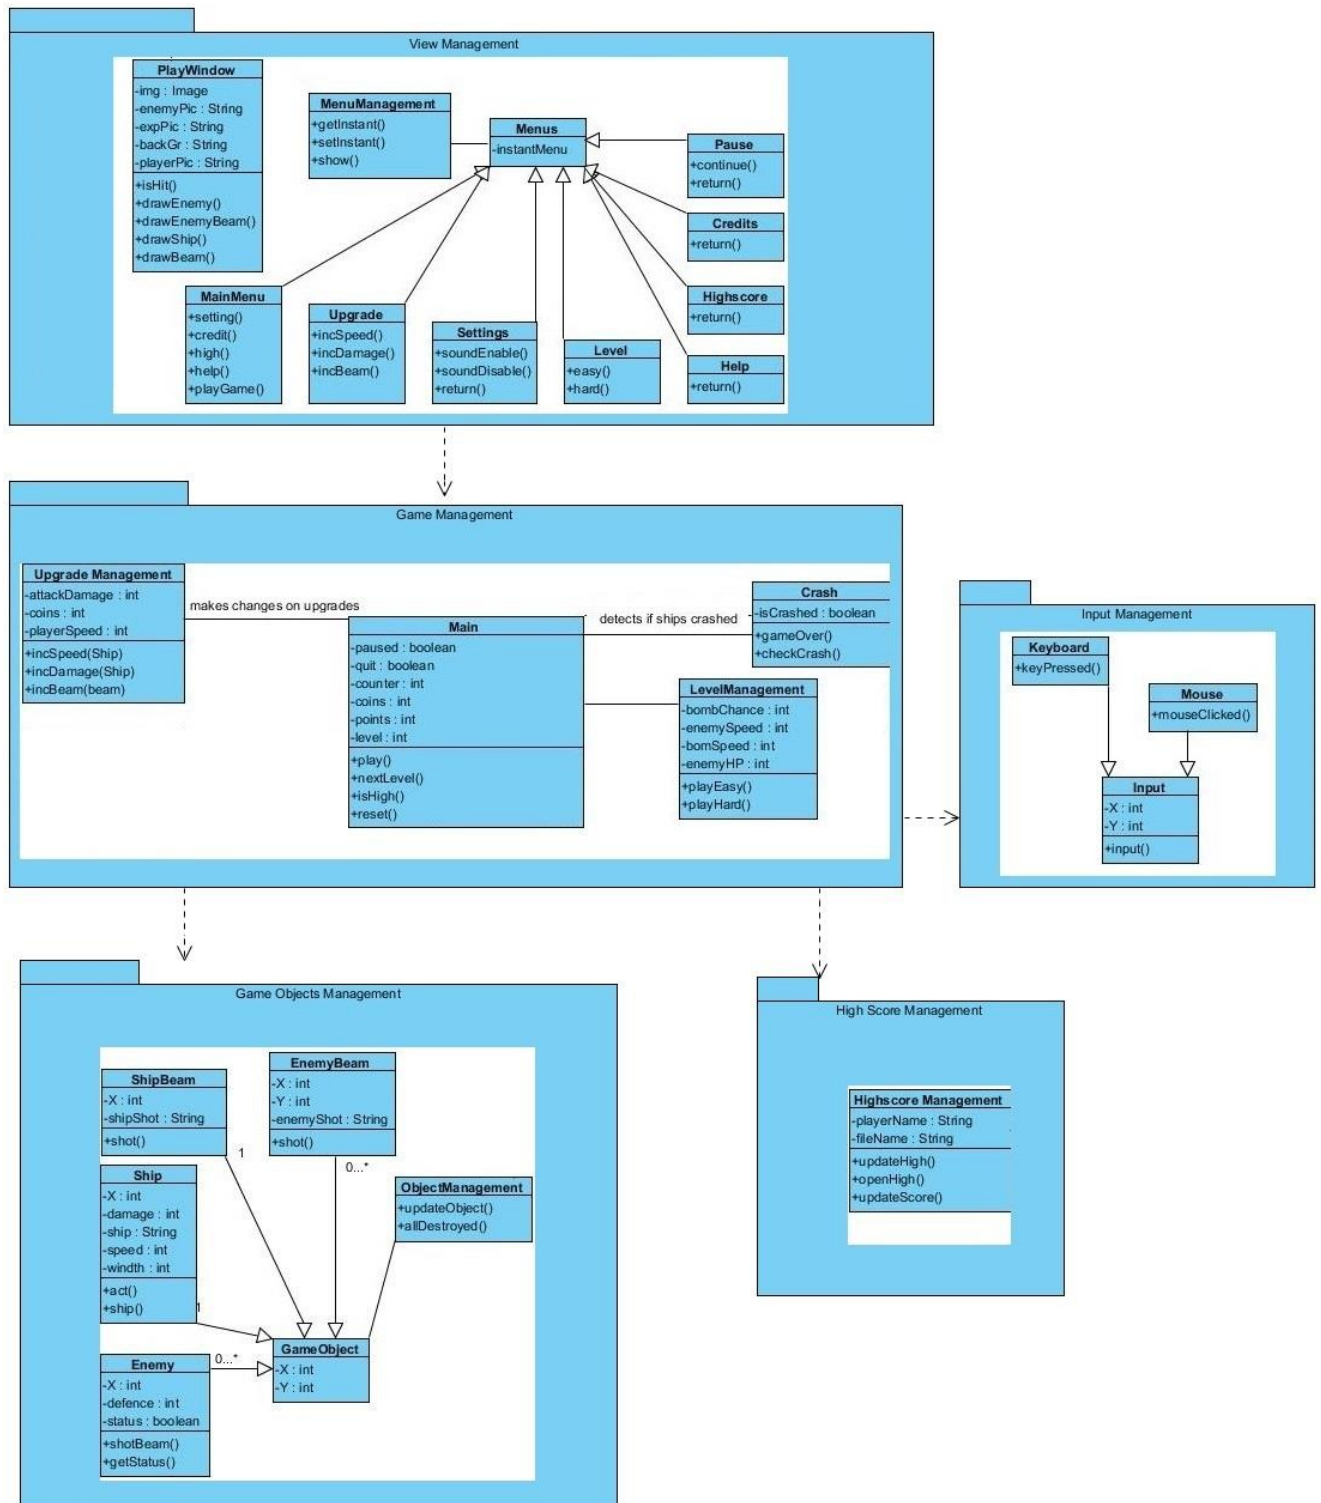 View Management
PlayWindow
-img : Image
-enemyPic : String
-expPic : String
-backGr : String
-playerPic : String
+isHit()
+drawEnemy()
+drawEnemyBeam()
+drawShip()
+drawBeam()
MenuManagement
+getInstant()
+setInstant()
+show()
Menus
-instantMenu
Pause
+continue()
+return()
Credits
+return()
Highscore
+return()
Help
+return()
MainMenu
+setting()
+credit()
+high()
+help()
+playGame()
Upgrade
+incSpeed()
+incDamage()
+incBeam()
Settings
+soundEnable()
+soundDisable()
+return()
Level
+easy()
+hard()
Game Management
Upgrade Management
-attackDamage : int
-coins : int
-playerSpeed : int
+incSpeed(Ship)
+incDamage(Ship)
+incBeam(beam)
makes changes on upgrades
Main
-paused : boolean
-quit : boolean
-counter : int
-coins : int
-points : int
-level : int
+play()
+nextLevel()
+isHigh()
+reset()
detects if ships crashed
Crash
-isCrashed : boolean
+gameOver()
+checkCrash()
LevelManagement
-bombChance : int
-enemySpeed : int
-bomSpeed : int
-enemyHP : int
+playEasy()
+playHard()
Input Management
Keyboard
+keyPressed()
Mouse
+mouseClicked()
Input
-X : int
-Y : int
+input()
Game Objects Management
ShipBeam
-X : int
-shipShot : String
+shot()
1
EnemyBeam
-X : int
-Y : int
-enemyShot : String
+shot()
0...*
Ship
-X : int
-damage : int
-ship : String
-speed : int
-windth : int
+act()
+ship()
1
ObjectManagement
+updateObject()
+allDestroyed()
GameObject
-X : int
-Y : int
Enemy
-X : int
-defence : int
-status : boolean
+shotBeam()
+getStatus()
0...*
High Score Management
Highscore Management
-playerName : String
-fileName : String
+updateHigh()
+openHigh()
+updateScore()